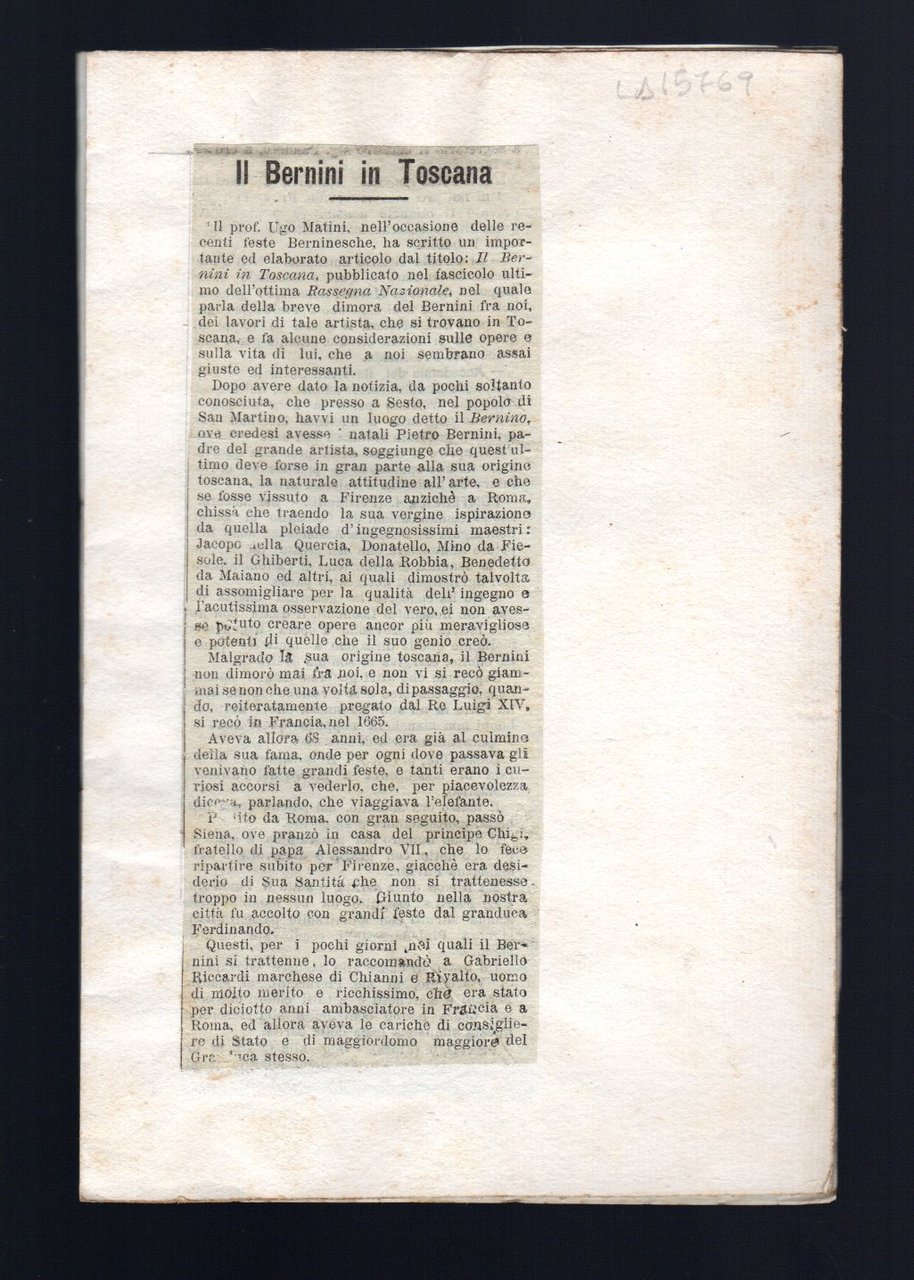 LA15769
Il Bernini in Toscana
Il prof. Ugo Matini, nell'occasione delle re-
centi feste Berninesche, ha scritto un impor-
tante ed elaborato articolo dal titolo: Il Ber-
nini in Toscana, pubblicato nel fascicolo ulti-
mo dell'ottima Rassegna Nazionale, nel quale
parla della breve dimora del Bernini fra noi,
dei lavori di tale artista, che si trovano in To-
scana, e fa alcune considerazioni sulle opere e
sulla vita di lui, che a noi sembrano assai
giuste ed interessanti.
Dopo avere dato la notizia, da pochi soltanto
conosciuta, che presso a Sesto, nel popolo di
San Martino, havvi un luogo detto il Bernino,
ove credesi avesse natali Pietro Bernini, pa-
dre del grande artista, soggiunge che quest'ul-
timo deve forse in gran parte alla sua origine
toscana, la naturale attitudine all'arte, e che
se fosse vissuto a Firenze anzichè a Roma,
chissà che traendo la sua vergine ispirazione
da quella pleiade d'ingegnosissimi maestri:
Jacopo della Quercia, Donatello, Mino da Fie-
sole, il Ghiberti, Luca della Robbia, Benedetto
da Maiano ed altri, ai quali dimostrò talvolta
di assomigliare per la qualità dell'ingegno e
l'acutissima osservazione del vero, ei non aves-
se potuto creare opere ancor più meravigliose
e potenti di quelle che il suo genio creò.
Malgrado la sua origine toscana, il Bernini
non dimorò mai fra noi, e non vi si recò giam-
mai se non che una volta sola, di passaggio, quan-
do, reiteratamente pregato dal Re Luigi XIV,
si recó in Francia, nel 1665.
Aveva allora 68 anni, ed era già al culmine
della sua fama, onde per ogni dove passava gli
venivano fatte grandi feste, e tanti erano i cu-
riosi accorsi a vederlo, che, per piacevolezza
diceva, parlando, che viaggiava l'elefante.
Partito da Roma, con gran seguito, passò
Siena, ove pranzò in casa del principe Chigi,
fratello di papa Alessandro VII, che lo fece
ripartire subito per Firenze, giacchè era desi-
derio di Sua Santitá che non si trattenesse
troppo in nessun luogo. Giunto nella nostra
città fu accolto con grandi feste dal granduca
Ferdinando.
Questi, per i pochi giorni nei quali il Ber-
nini si trattenne, lo raccomandò a Gabriello
Riccardi marchese di Chianni e Rivalto, uomo
di molto merito e ricchissimo, che era stato
per diciotto anni ambasciatore in Francia e a
Roma, ed allora aveva le cariche di consiglie-
re di Stato e di maggiordomo maggiore del
Granduca stesso.